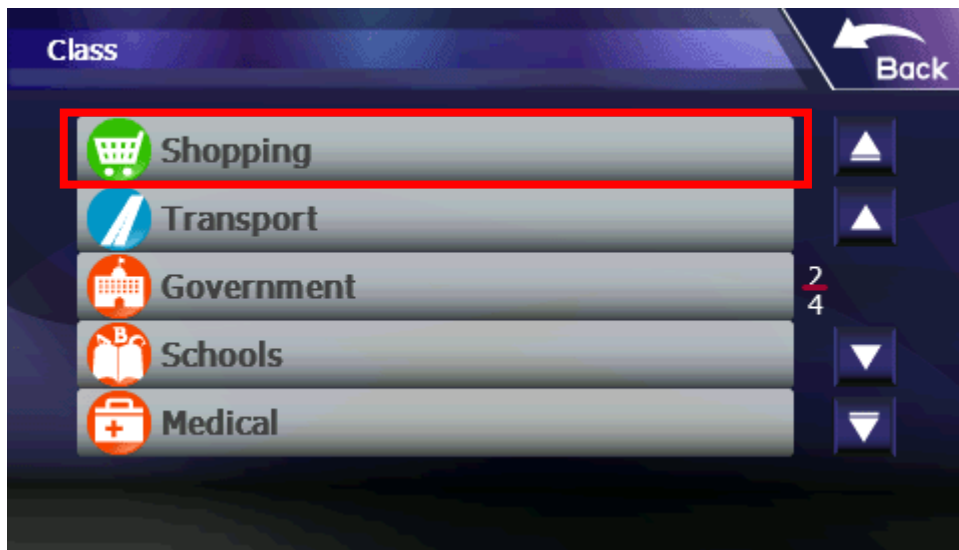 Class
Back
Shopping
Transport
Government
2
4
B
Schools
Medical